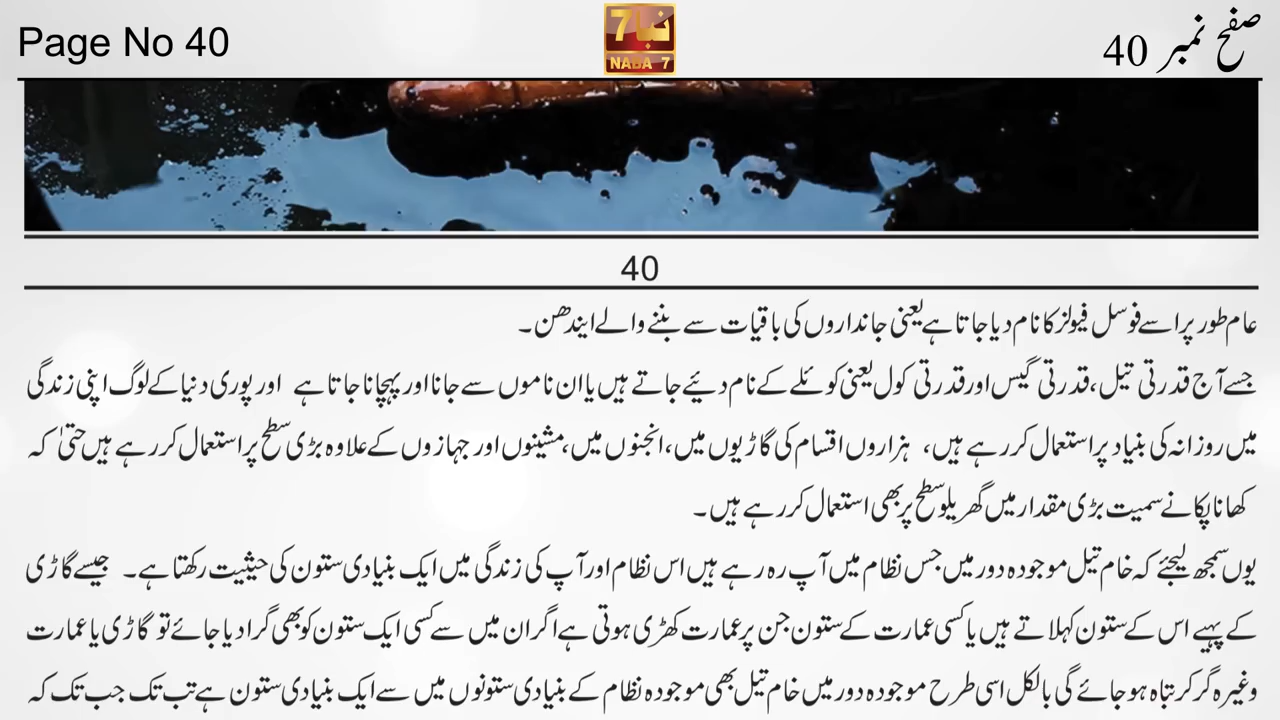 Page No 40
نبا 7
NABA 7
صفحہ نمبر 40
40
عام طور پر اسے فوسل فیولز کا نام دیا جاتا ہے یعنی جانداروں کی باقیات سے بننے والے ایندھن۔
جسے آج قدرتی تیل، قدرتی گیس اور قدرتی کول یعنی کوئلے کے نام دئیے جاتے ہیں یا ان ناموں سے جانا اور پہچانا جاتا ہے اور پوری دنیا کے لوگ اپنی زندگی
میں روزانہ کی بنیاد پر استعمال کر رہے ہیں، ہزاروں اقسام کی گاڑیوں میں، انجنوں میں، مشینوں اور جہازوں کے علاوہ بڑی سطح پر استعمال کر رہے ہیں حتیٰ کہ
کھانا پکانے سمیت بڑی مقدار میں گھریلو سطح پر بھی استعمال کر رہے ہیں۔
یوں سمجھ لیجئے کہ خام تیل موجودہ دور میں جس نظام میں آپ رہ رہے ہیں اس نظام اور آپ کی زندگی میں ایک بنیادی ستون کی حیثیت رکھتا ہے۔ جیسے گاڑی
کے پہیے اس کے ستون کہلاتے ہیں یا کسی عمارت کے ستون جن پر عمارت کھڑی ہوتی ہے اگر ان میں سے کسی ایک ستون کو بھی گرا دیا جائے تو گاڑی یا عمارت
وغیرہ گر کر تباہ ہو جائے گی بالکل اسی طرح موجودہ دور میں خام تیل بھی موجودہ نظام کے بنیادی ستونوں میں سے ایک بنیادی ستون ہے تب تک جب تک کہ